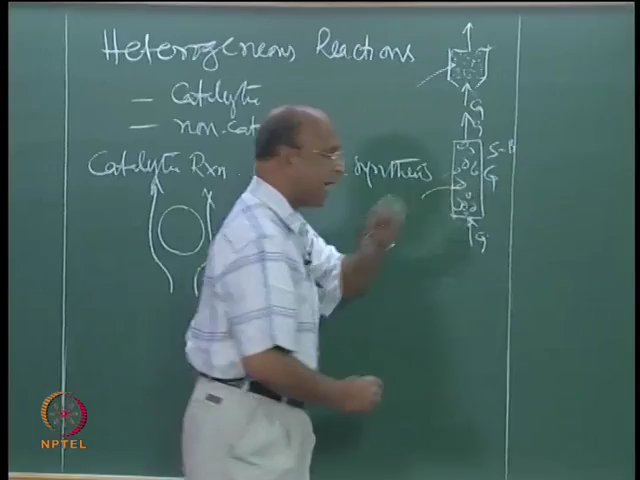 Heterogeneous Reactions
— Catalytic
— non-cat
Catalytic Rxn
synthesis
G
S-B
G
G
NPTEL